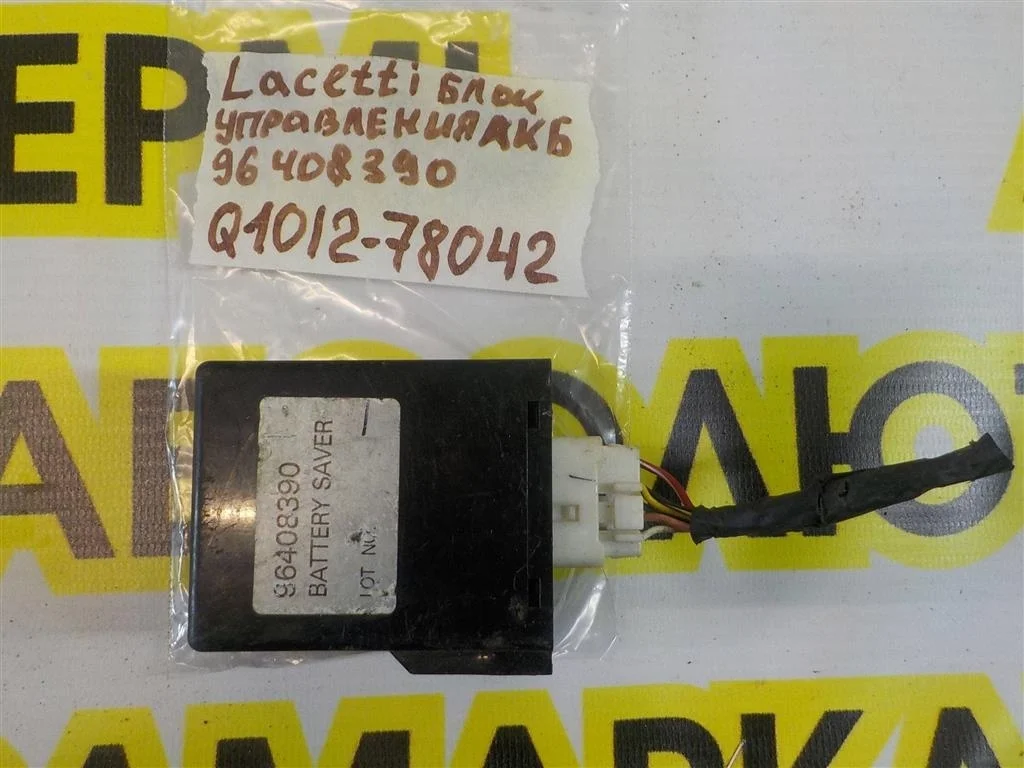 Lacetti Блок
управления АКБ
96408390
Q1012-78042
96408390
BATTERY SAVER
LOT NO.